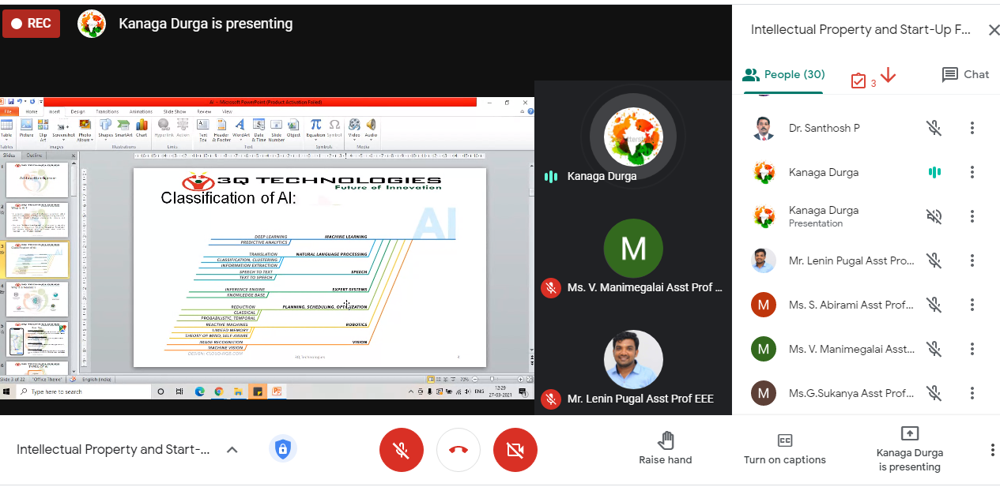 REC
Kanaga Durga is presenting
AI - Microsoft PowerPoint (Product Activation Failed)
File Home Insert Design Transitions Animations Slide Show Review View
Table Picture Clip Art Screenshot Photo Album Shapes SmartArt Chart Hyperlink Action Text Box Header & Footer WordArt Date & Time Slide Number Object Equation Symbol Video Audio
Tables Images Illustrations Links Text Symbols Media
Slides Outline
3Q TECHNOLOGIES
Future of Innovation
Classification of AI:
AI
DEEP LEARNING MACHINE LEARNING
PREDICTIVE ANALYTICS
TRANSLATION NATURAL LANGUAGE PROCESSING
CLASSIFICATION, CLUSTERING
INFORMATION EXTRACTION
SPEECH TO TEXT SPEECH
TEXT TO SPEECH
INFERENCE ENGINE EXPERT SYSTEMS
KNOWLEDGE BASE
REDUCTION PLANNING, SCHEDULING, OPTIMIZATION
CLASSICAL
PROBABILISTIC, TEMPORAL
REACTIVE MACHINES ROBOTICS
LIMITED MEMORY
THEORY OF MIND, SELF-AWARE
IMAGE RECOGNITION VISION
MACHINE VISION
DESIGN: CLOUD-HQR.COM
3Q Technologies 3
Slide 3 of 22 "Office Theme" English (India) 70%
Type here to search
ENG 12:29
27-03-2021
Kanaga Durga
M
Ms. V. Manimegalai Asst Prof ...
Mr. Lenin Pugal Asst Prof EEE
Intellectual Property and Start-Up F...
People (30) 3 Chat
Dr. Santhosh P
Kanaga Durga
Kanaga Durga
Presentation
Mr. Lenin Pugal Asst Pro...
M Ms. S. Abirami Asst Prof...
M Ms. V. Manimegalai Asst...
M Ms.G.Sukanya Asst Prof...
Intellectual Property and Start-...
Raise hand
CC
Turn on captions
Kanaga Durga
is presenting